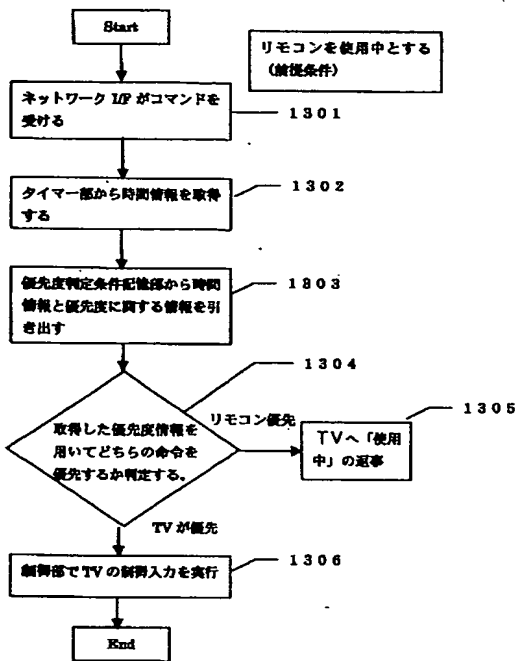 Start
リモコンを使用中とする
(前提条件)
ネットワーク I/F がコマンドを
受ける
1301
タイマー部から時間情報を取得
する
1302
優先度判定条件記憶部から時間
情報と優先度に関する情報を引
き出す
1303
1304
取得した優先度情報を
用いてどちらの命令を
優先するか判定する。
リモコン優先
1305
TVへ「使用
中」の返事
TV が優先
制御部で TV の制御入力を実行
1306
End